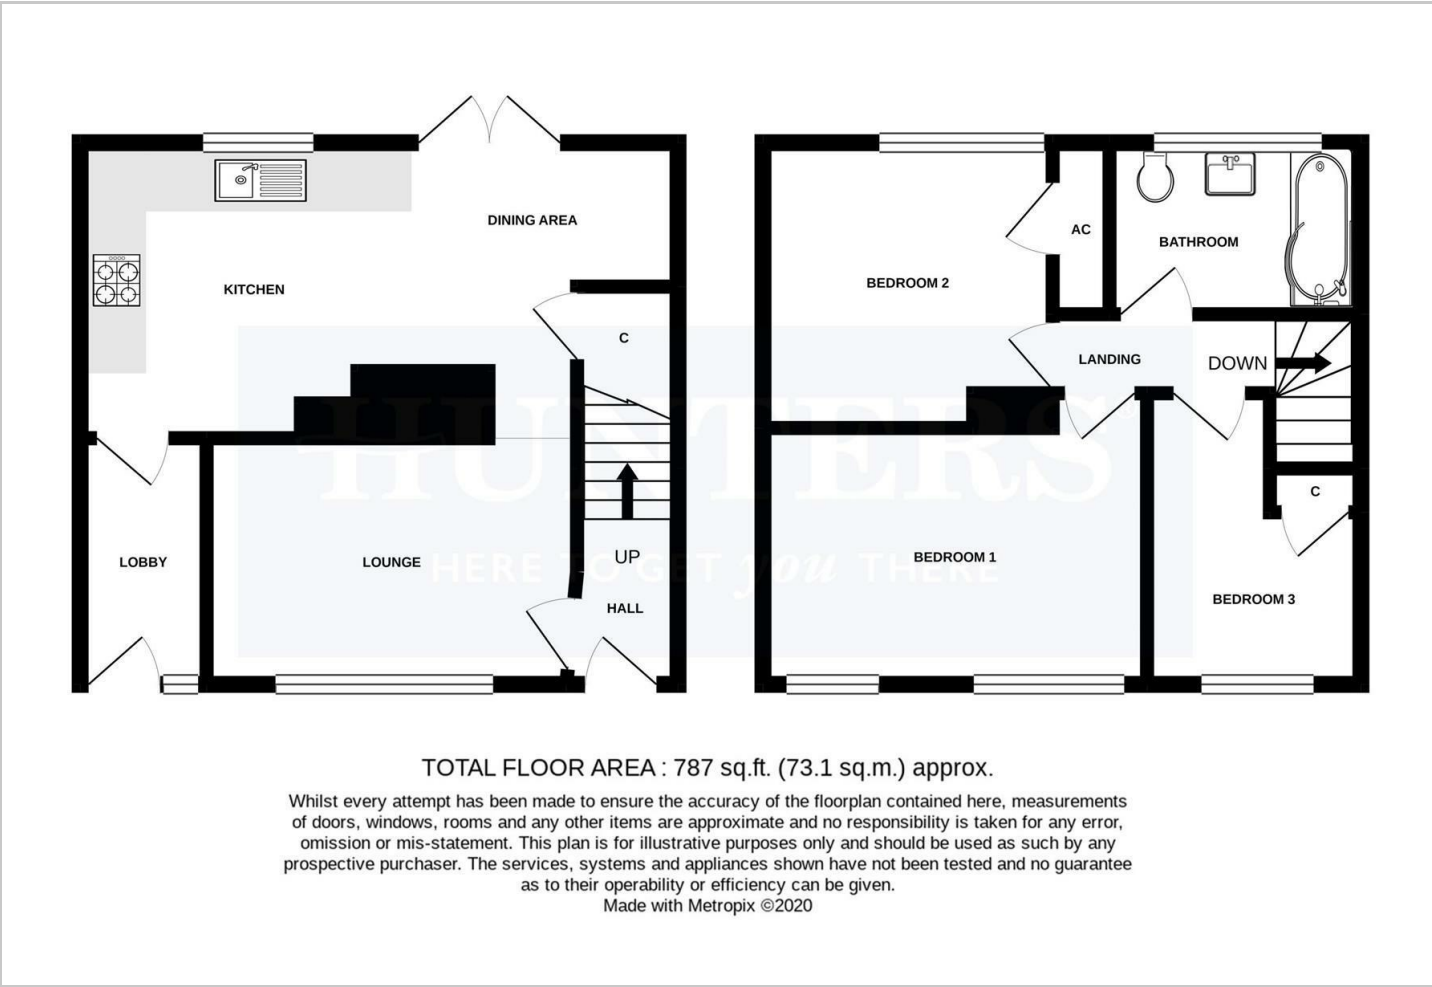 DINING AREA
KITCHEN
C
LOBBY
LOUNGE
UP
HALL
BEDROOM 2
AC
BATHROOM
LANDING
DOWN
C
BEDROOM 1
BEDROOM 3
HUNTERS
HERE TO GET you THERE
TOTAL FLOOR AREA : 787 sq.ft. (73.1 sq.m.) approx.
Whilst every attempt has been made to ensure the accuracy of the floorplan contained here, measurements
of doors, windows, rooms and any other items are approximate and no responsibility is taken for any error,
omission or mis-statement. This plan is for illustrative purposes only and should be used as such by any
prospective purchaser. The services, systems and appliances shown have not been tested and no guarantee
as to their operability or efficiency can be given.
Made with Metropix ©2020